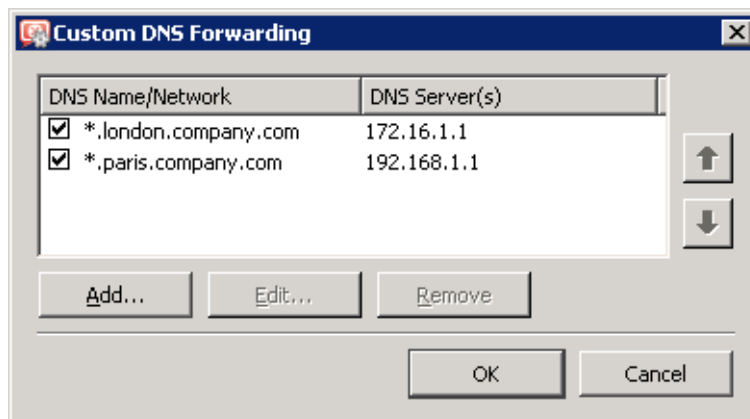 Custom DNS Forwarding
DNS Name/Network DNS Server(s)
*.london.company.com 172.16.1.1
*.paris.company.com 192.168.1.1
Add... Edit... Remove
OK Cancel